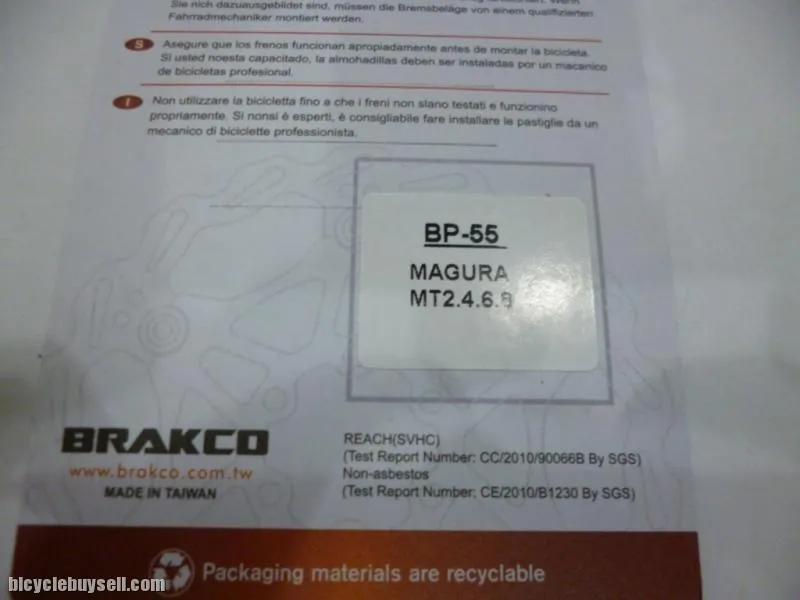 Sie nich dazuausgebildet sind, müssen die Bremsbeläge von einem qualifizierten
Fahrradmechaniker montiert werden.
S Asegure que los frenos funcionan apropiadamente antes de montar la bicicleta.
Si usted noesta capacitado, la almohadillas deben ser instaladas por un macanico
de bicicletas profesional.
I Non utilizzare la bicicletta fino a che i freni non slano testati e funzionino
propriamente. Si nonsi è esperti, è consigliabile fare installare le pastiglie da un
mecanico di biciclette professionista.
BP-55
MAGURA
MT2.4.6.8
BRAKCO
www.brakco.com.tw
MADE IN TAIWAN
REACH(SVHC)
(Test Report Number: CC/2010/90066B By SGS)
Non-asbestos
(Test Report Number: CE/2010/B1230 By SGS)
Packaging materials are recyclable
bicyclebuysell.com